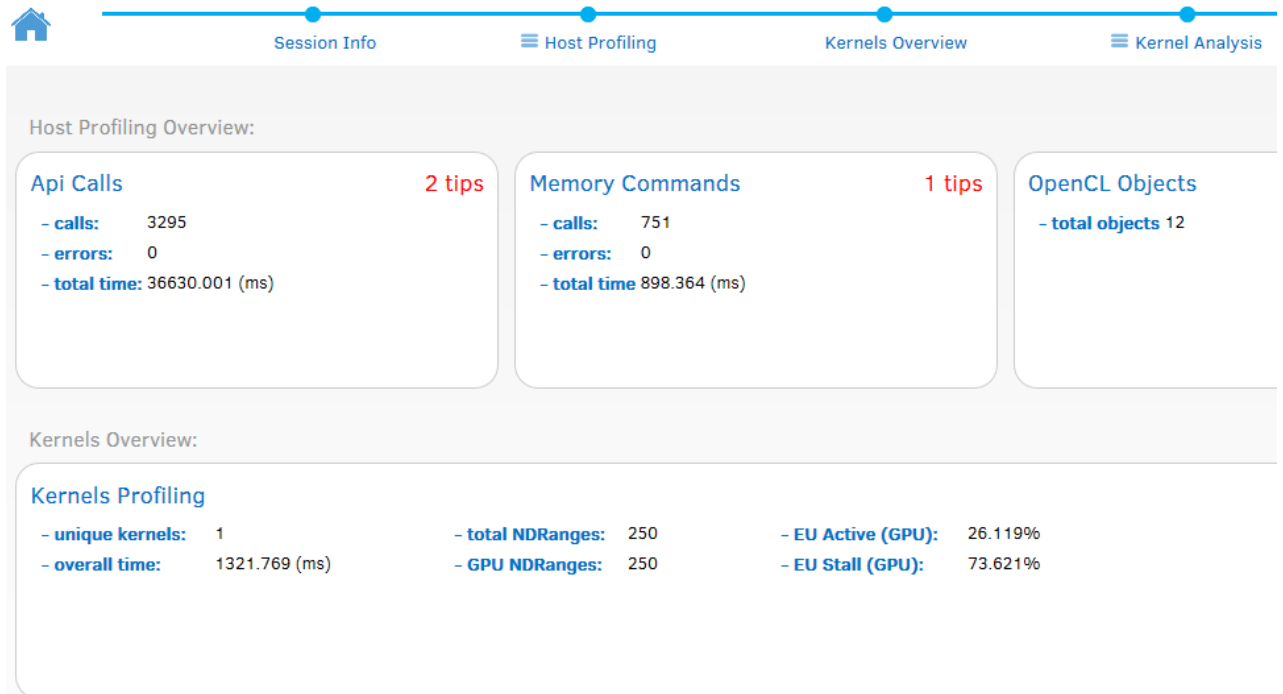 Session Info
Host Profiling
Kernels Overview
Kernel Analysis
Host Profiling Overview:
Api Calls
2 tips
– calls: 3295
– errors: 0
– total time: 36630.001 (ms)
Memory Commands
1 tips
– calls: 751
– errors: 0
– total time 898.364 (ms)
OpenCL Objects
– total objects 12
Kernels Overview:
Kernels Profiling
– unique kernels: 1
– overall time: 1321.769 (ms)
– total NDRanges: 250
– GPU NDRanges: 250
– EU Active (GPU): 26.119%
– EU Stall (GPU): 73.621%